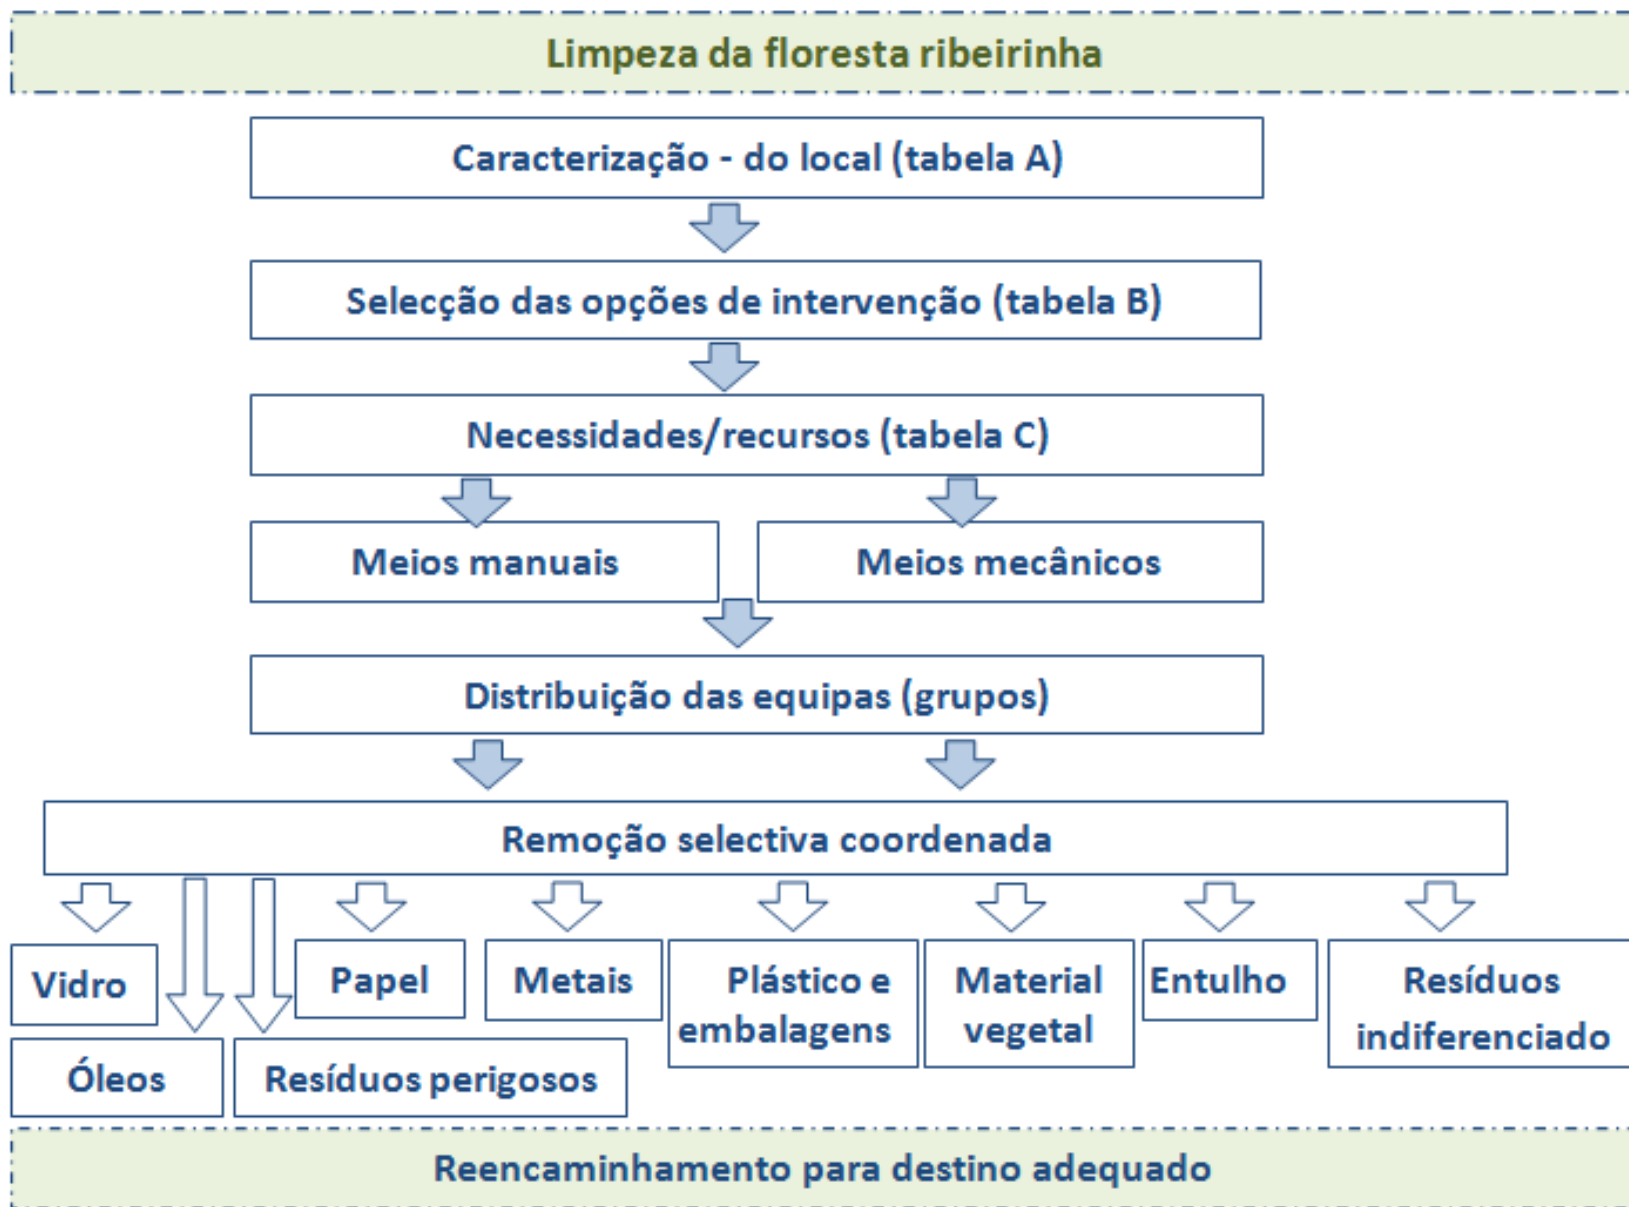 Limpeza da floresta ribeirinha
Caracterização - do local (tabela A)
Selecção das opções de intervenção (tabela B)
Necessidades/recursos (tabela C)
Meios manuais
Meios mecânicos
Distribuição das equipas (grupos)
Remoção selectiva coordenada
Vidro
Papel
Metais
Plástico e
embalagens
Material
vegetal
Entulho
Resíduos
indiferenciado
Óleos
Resíduos perigosos
Reencaminhamento para destino adequado